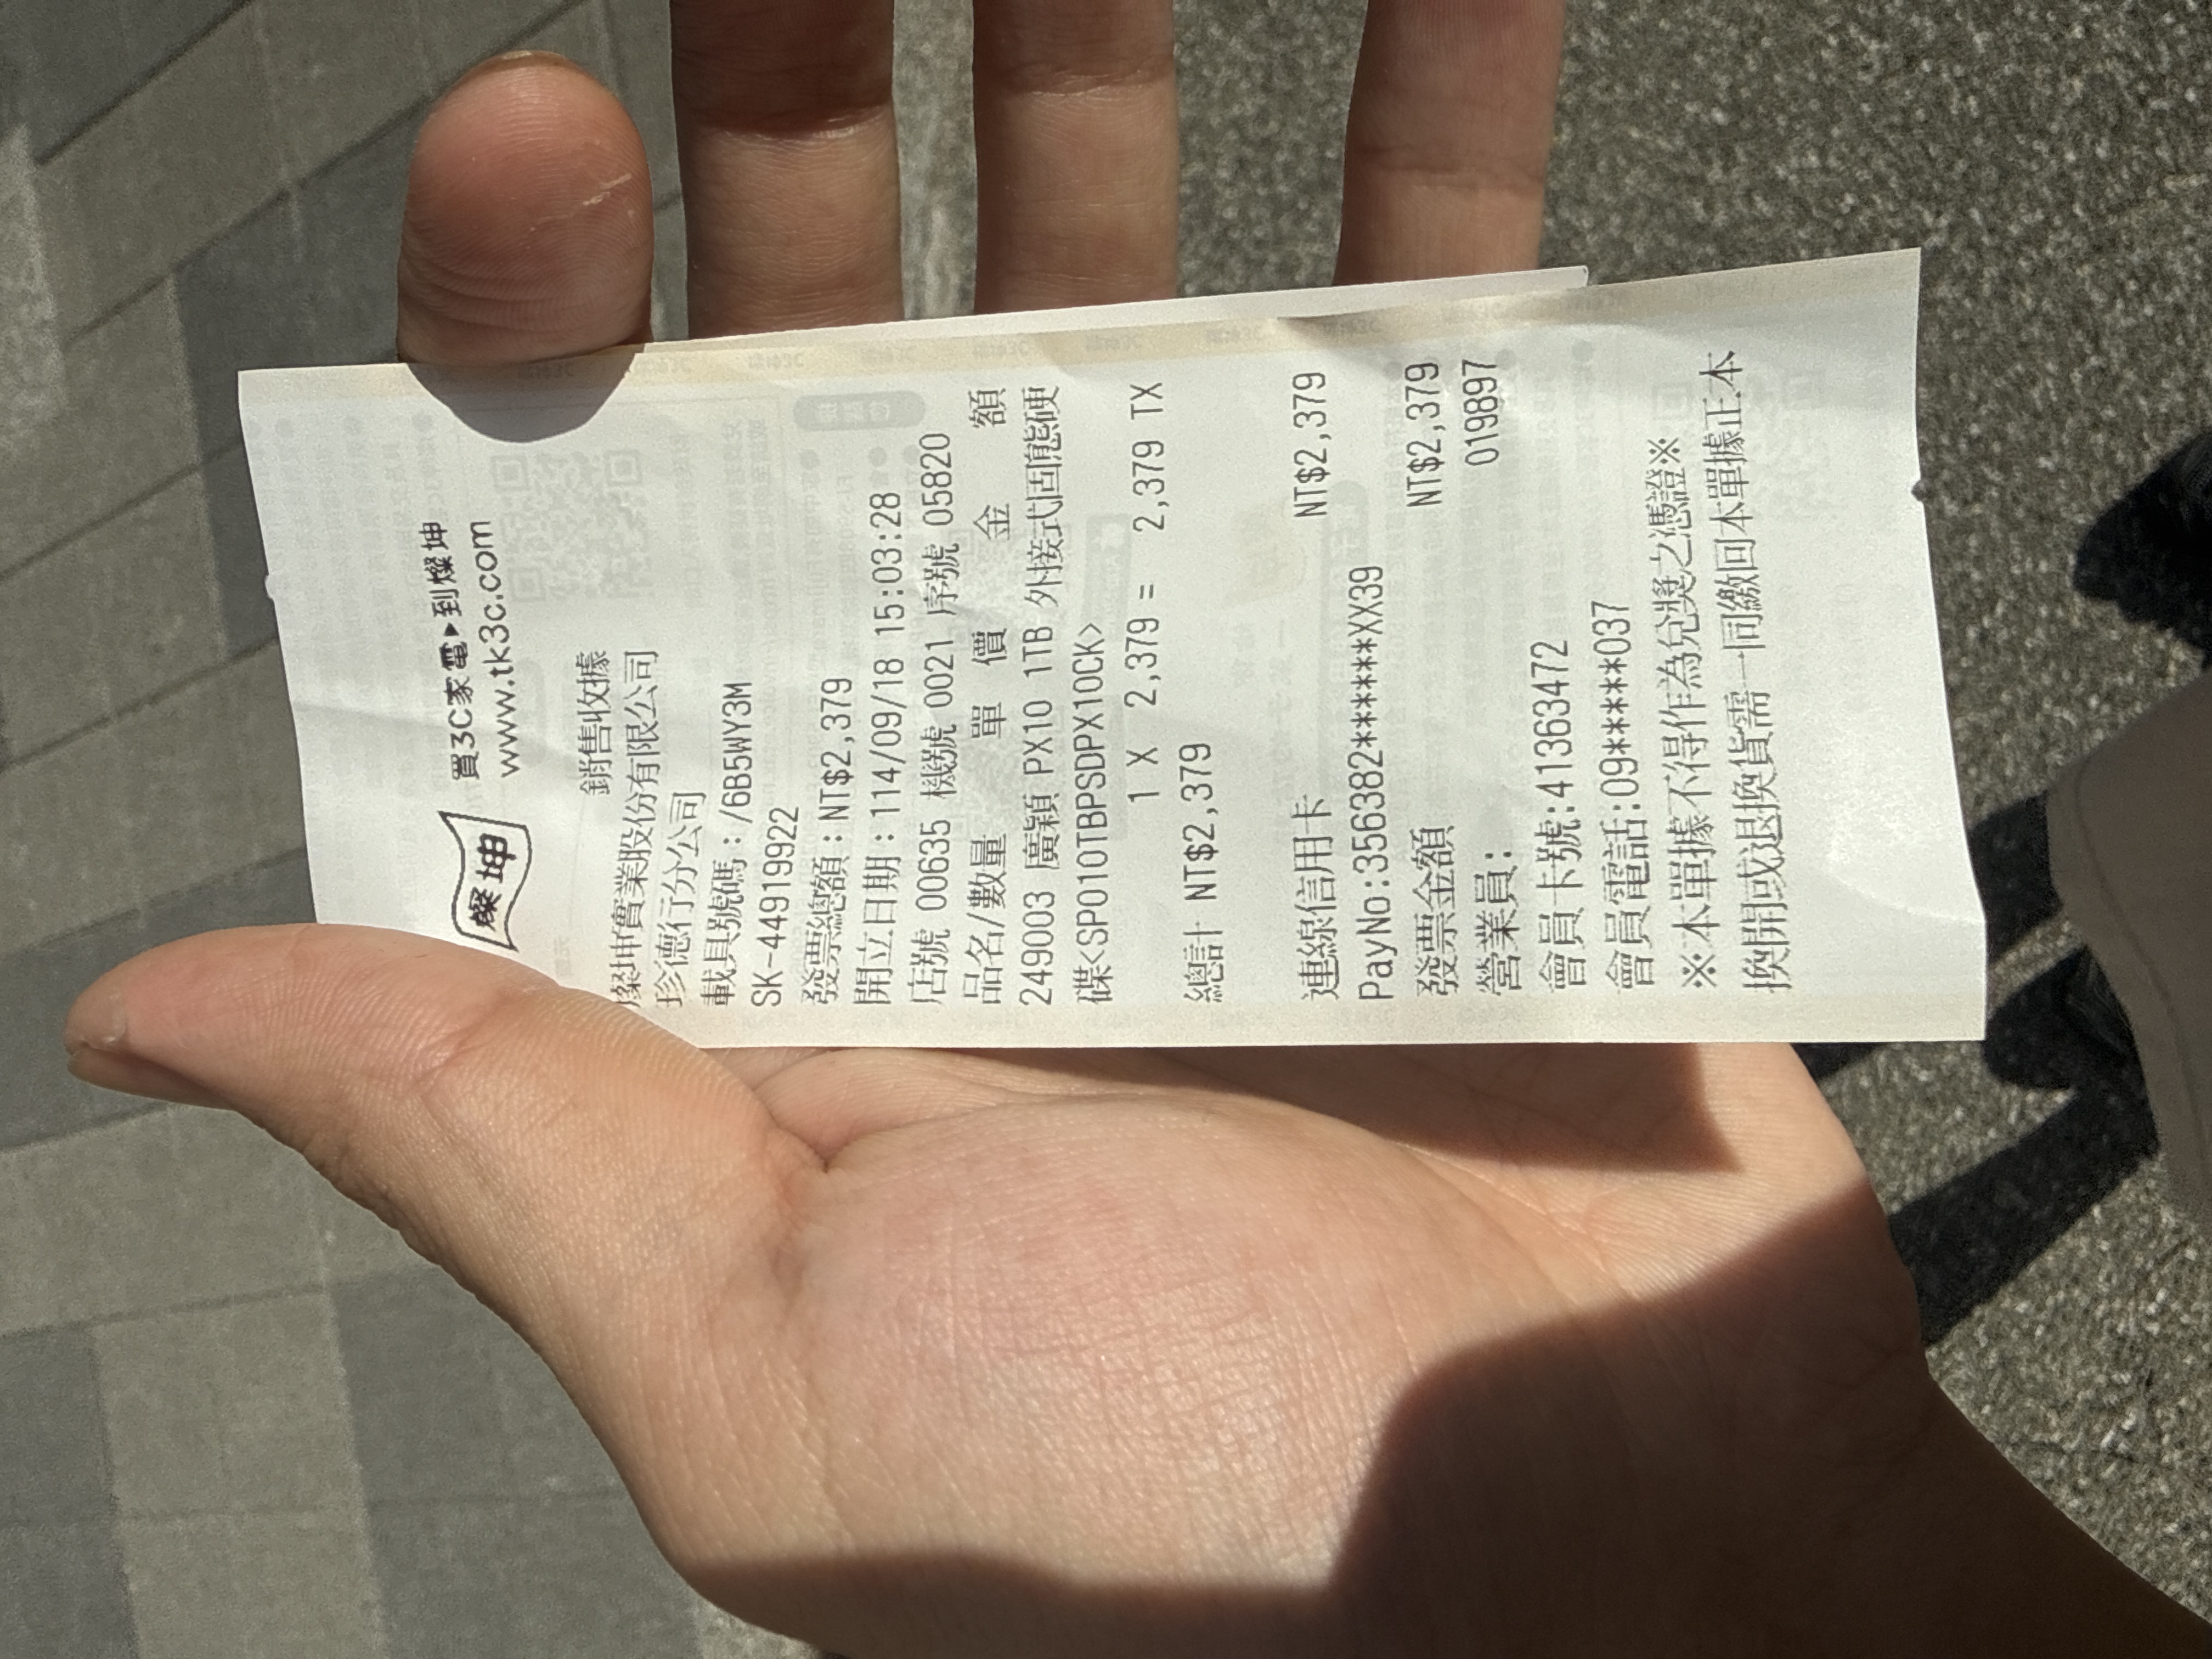 燦坤
買3C家電▶到燦坤
www.tk3c.com
銷售收據
燦坤實業股份有限公司
珍德行分公司
載具號碼:/6B5WY3M
SK-44919922
發票總額:NT$2,379
開立日期:114/09/18 15:03:28
店號 00635 機號 0021 序號 05820
品名/數量 單 價 金 額
2490003 廣穎 PX10 1TB 外接式固態硬
碟<SP010TBPSDPX10CK>
1 X 2,379 = 2,379 TX
總計 NT$2,379
連線信用卡 NT$2,379
PayNo:356382******XX39
發票金額 NT$2,379
營業員: 019897
會員卡號:41363472
會員電話:09*****037
※本單據不得作為兌獎之憑證※
換開或退換貨需一同繳回本單據正本